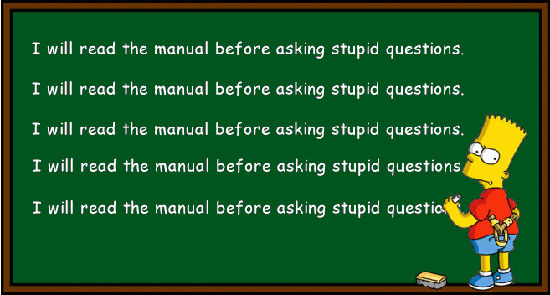 I will read the manual before asking stupid questions.
I will read the manual before asking stupid questions.
I will read the manual before asking stupid questions.
I will read the manual before asking stupid questions
I will read the manual before asking stupid questio